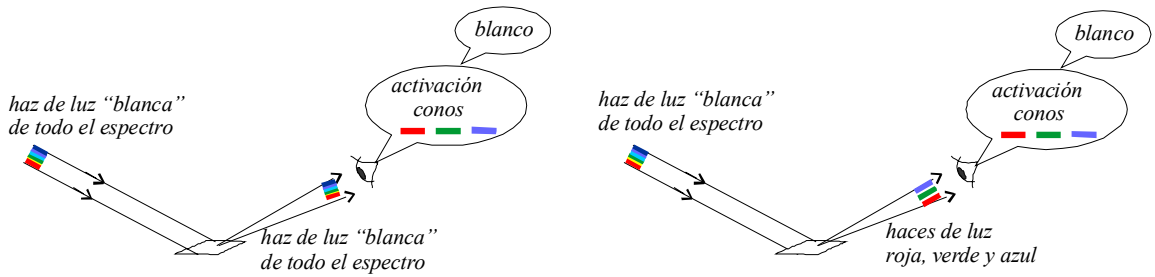 blanco
activación
conos
haz de luz “blanca”
de todo el espectro
haz de luz “blanca”
de todo el espectro
blanco
activación
conos
haz de luz “blanca”
de todo el espectro
haces de luz
roja, verde y azul